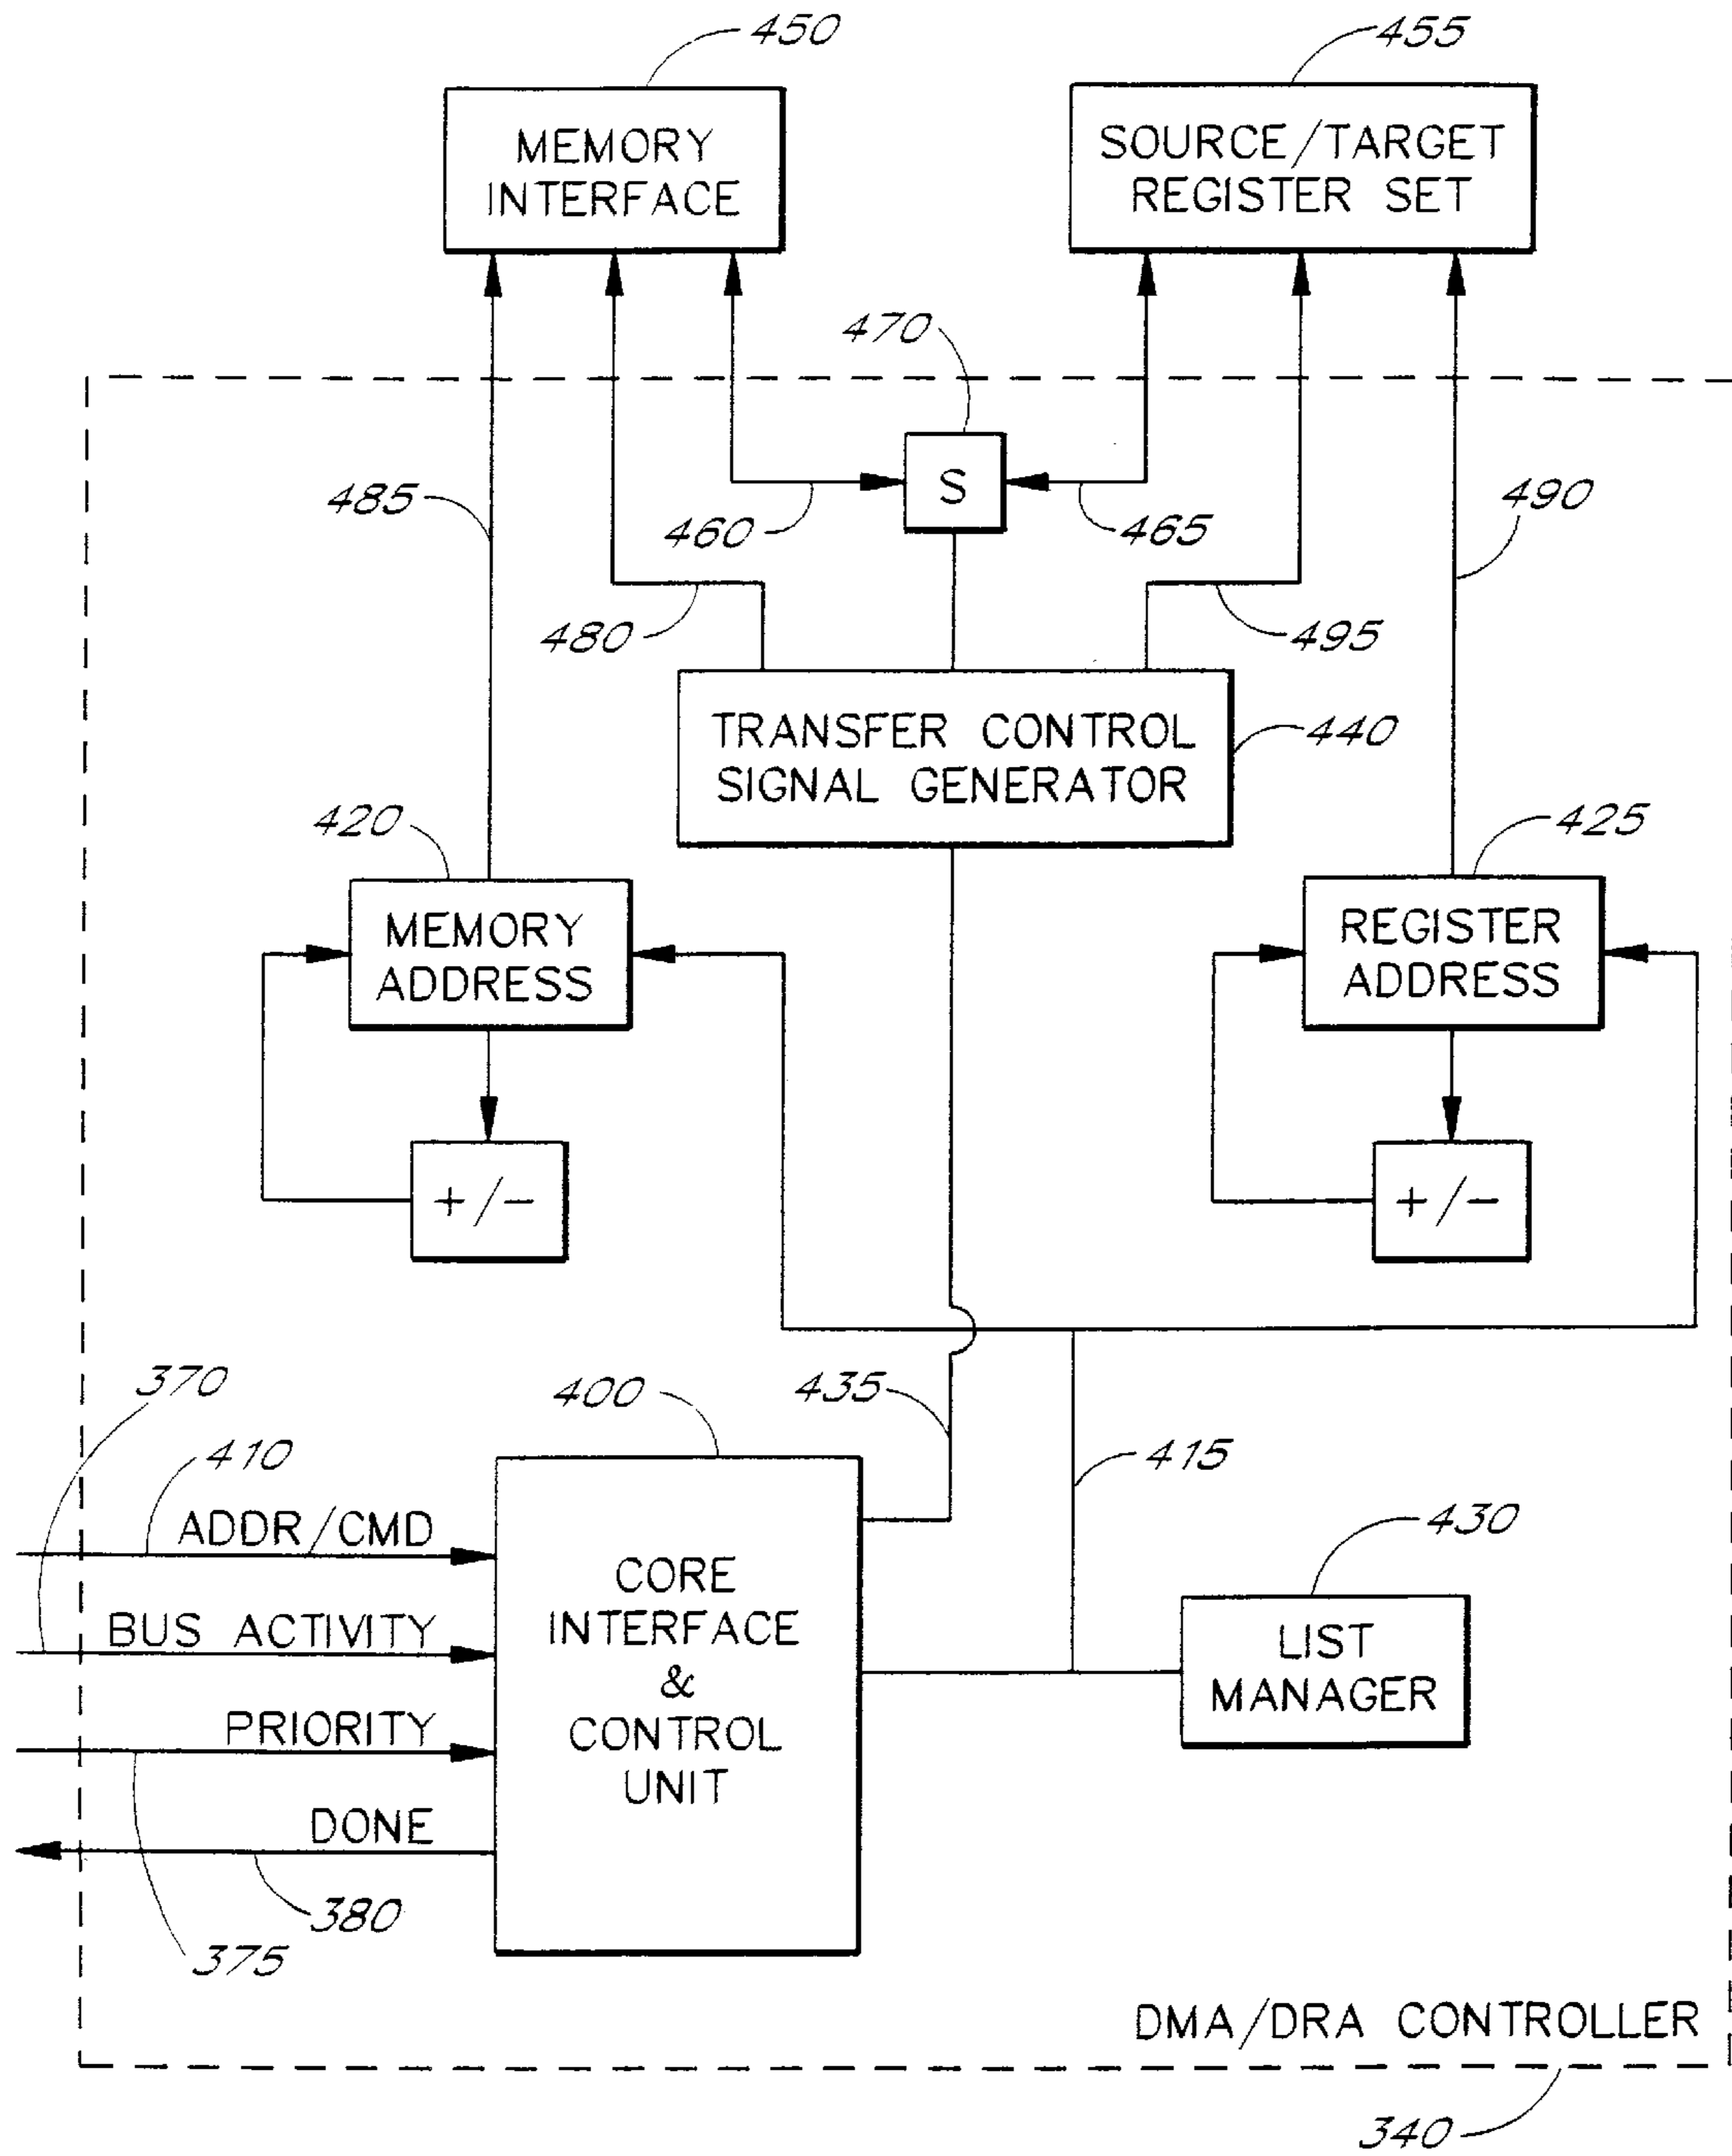 450
455
MEMORY
INTERFACE
SOURCE/TARGET
REGISTER SET
470
S
485
460
465
490
480
495
TRANSFER CONTROL
SIGNAL GENERATOR
440
420
425
MEMORY
ADDRESS
REGISTER
ADDRESS
+/−
+/−
370
400
435
410
415
ADDR/CMD
430
CORE
INTERFACE
&
CONTROL
UNIT
BUS ACTIVITY
LIST
MANAGER
PRIORITY
DONE
380
375
DMA/DRA CONTROLLER
340